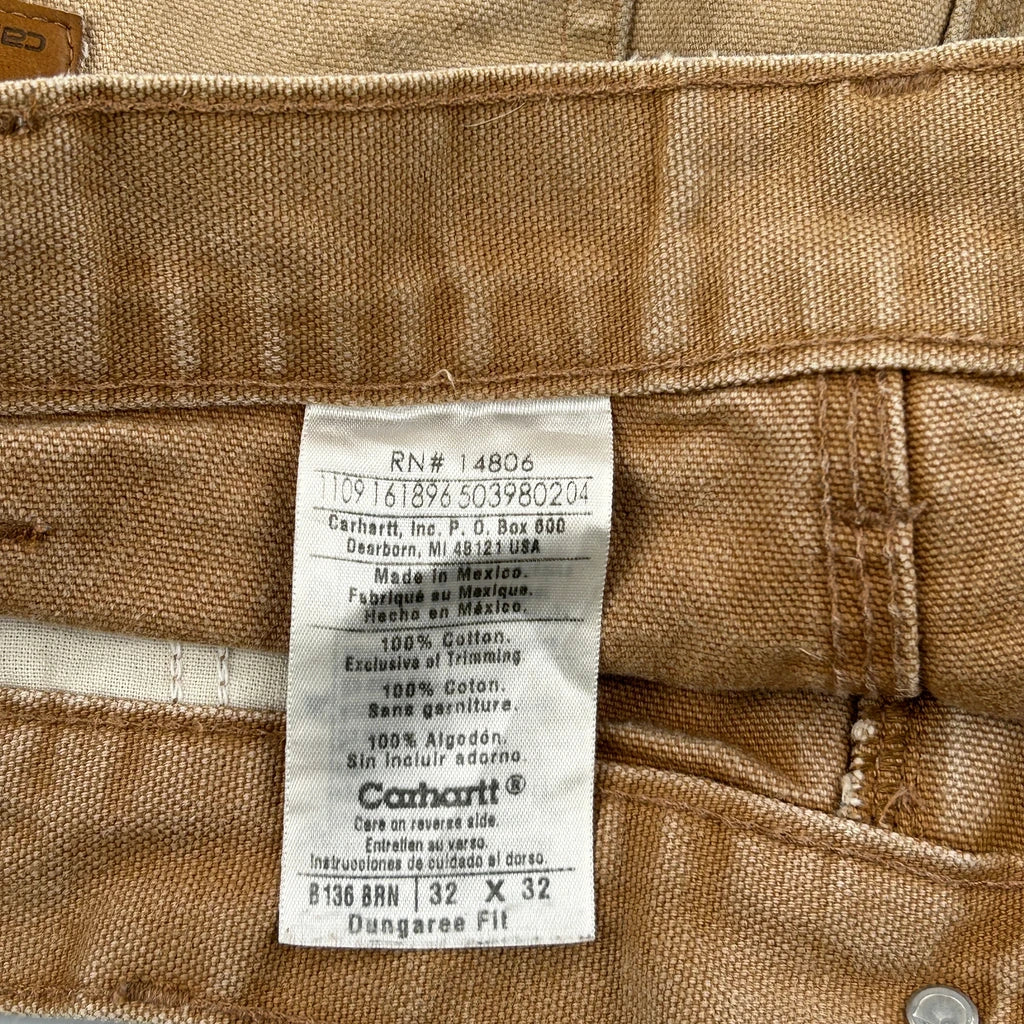 ca
RN# 14806
1109 161896 503980204
Carhartt, Inc. P. O. Box 600
Dearborn, MI 48121 USA
Made in Mexico.
Fabriqué au Mexique.
Hecho en México.
100% Cotton.
Exclusive of Trimming
100% Coton.
Sans garniture.
100% Algodón.
Sin incluir adorno.
Carhartt®
Care on reverse side.
Entretien au verso.
Instrucciones de cuidado al dorso.
B136 BRN | 32 X 32
Dungaree Fit